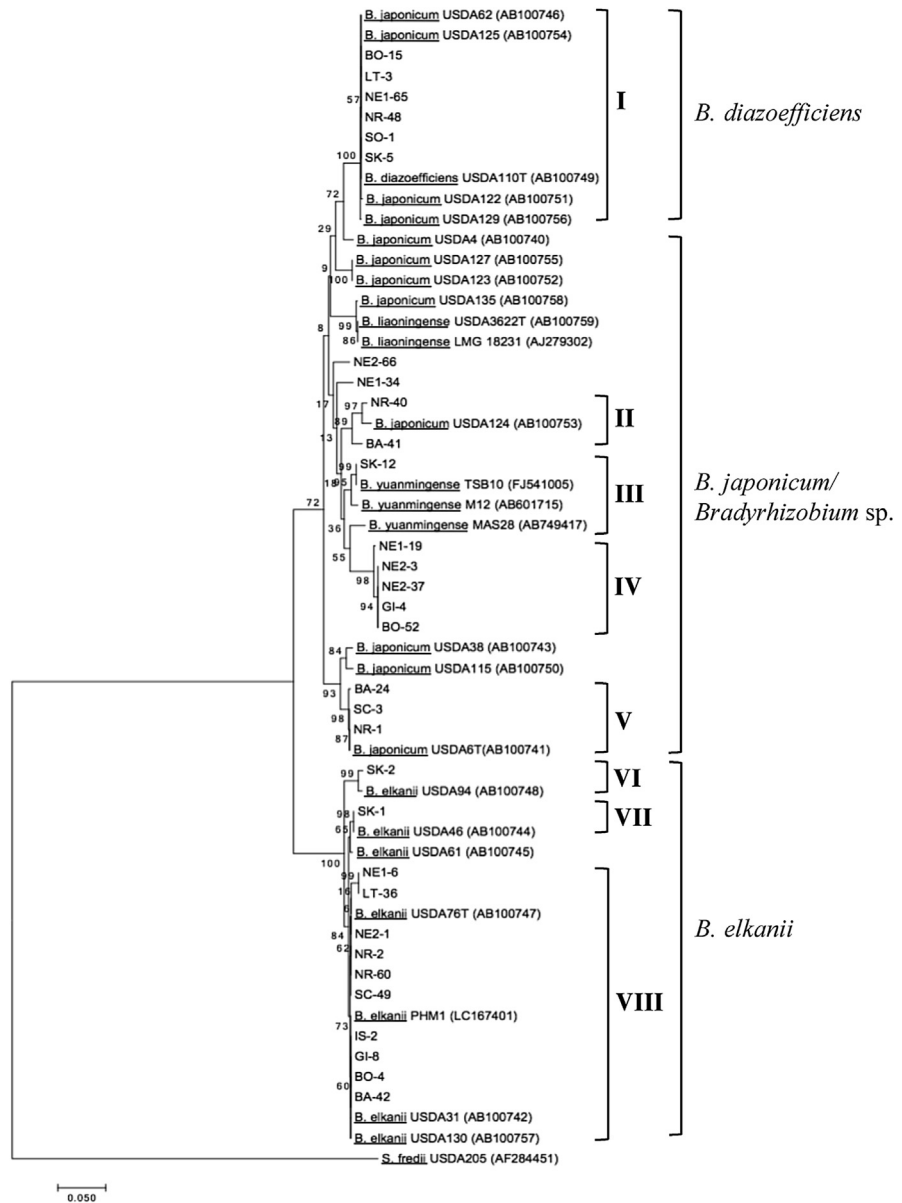 B. japonicum USDA62 (AB100746)
B. japonicum USDA125 (AB100754)
BO-15
LT-3
57
NE1-65
I
B. diazoefficiens
NR-48
SO-1
100
SK-5
B. diazoefficiens USDA110T (AB100749)
72
B. japonicum USDA122 (AB100751)
B. japonicum USDA129 (AB100756)
29
B. japonicum USDA4 (AB100740)
B. japonicum USDA127 (AB100755)
9
100
B. japonicum USDA123 (AB100752)
B. japonicum USDA135 (AB100758)
8
99
B. liaoningense USDA3622T (AB100759)
86
B. liaoningense LMG 18231 (AJ279302)
NE2-66
NE1-34
17
97
NR-40
89
B. japonicum USDA124 (AB100753)
II
13
BA-41
99
SK-12
18
95
B. yuanmingense TSB10 (FJ541005)
III
B. japonicum/
Bradyrhizobium sp.
72
B. yuanmingense M12 (AB601715)
36
B. yuanmingense MAS28 (AB749417)
NE1-19
55
NE2-3
98
NE2-37
IV
94
GI-4
BO-52
84
B. japonicum USDA38 (AB100743)
B. japonicum USDA115 (AB100750)
93
BA-24
SC-3
98
V
NR-1
87
B. japonicum USDA6T(AB100741)
99
SK-2
VI
B. elkanii USDA94 (AB100748)
98
SK-1
VII
65
B. elkanii USDA46 (AB100744)
B. elkanii USDA61 (AB100745)
100
99
NE1-6
16
LT-36
6
B. elkanii USDA76T (AB100747)
B. elkanii
84
NE2-1
62
NR-2
NR-60
SC-49
VIII
B. elkanii PHM1 (LC167401)
73
IS-2
GI-8
BO-4
60
BA-42
B. elkanii USDA31 (AB100742)
B. elkanii USDA130 (AB100757)
S. fredii USDA205 (AF284451)
0.050